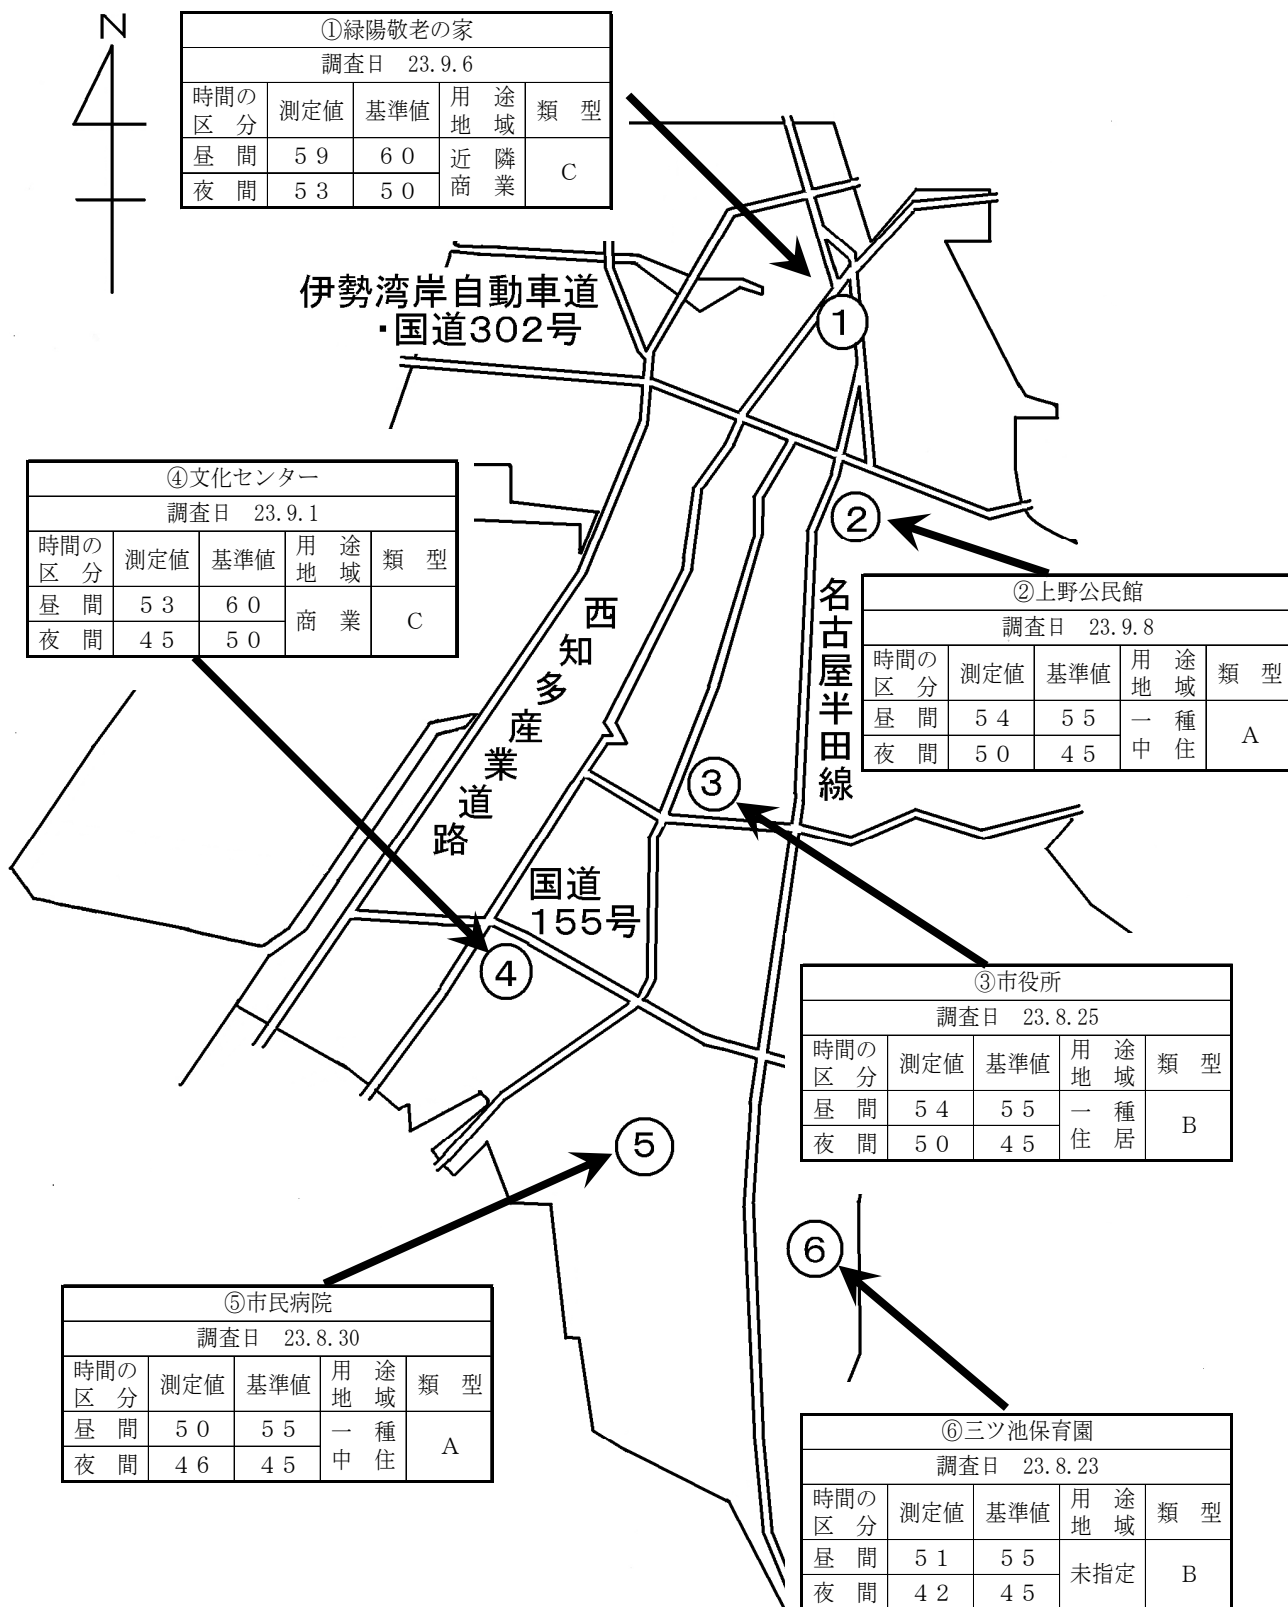 N
①緑陽敬老の家
調査日 23.9.6
時間の区分 測定値 基準値 用途地域 類型
昼間 59 60 近隣商業 C
夜間 53 50
伊勢湾岸自動車道
・国道302号
①
④文化センター
調査日 23.9.1
時間の区分 測定値 基準値 用途地域 類型
昼間 53 60 商業 C
夜間 45 50
②
②上野公民館
調査日 23.9.8
時間の区分 測定値 基準値 用途地域 類型
昼間 54 55 一種中住 A
夜間 50 45
西知多産業道路
名古屋半田線
③
国道
155号
④
③市役所
調査日 23.8.25
時間の区分 測定値 基準値 用途地域 類型
昼間 54 55 一種住居 B
夜間 50 45
⑤
⑥
⑤市民病院
調査日 23.8.30
時間の区分 測定値 基準値 用途地域 類型
昼間 50 55 一種中住 A
夜間 46 45
⑥三ツ池保育園
調査日 23.8.23
時間の区分 測定値 基準値 用途地域 類型
昼間 51 55 未指定 B
夜間 42 45